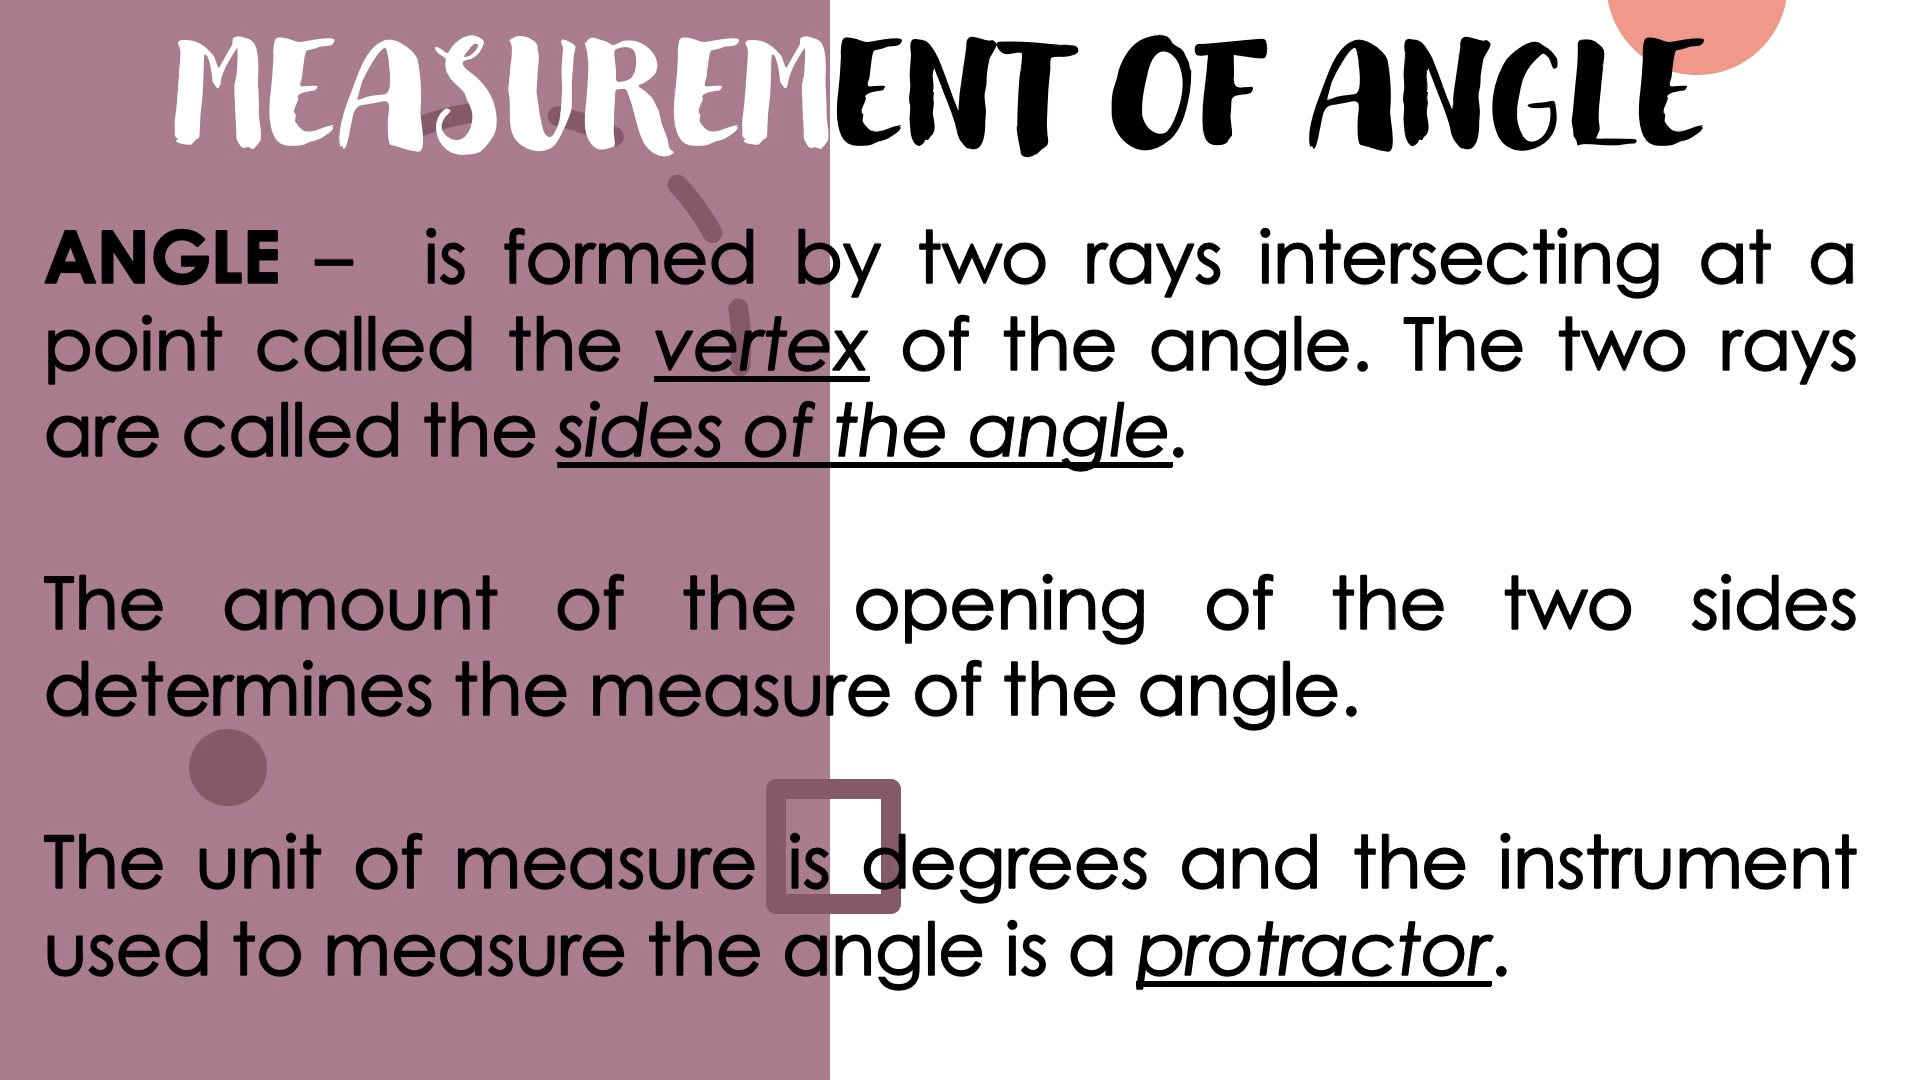 MEASUREMENT OF ANGLE
ANGLE – is formed by two rays intersecting at a
point called the vertex of the angle. The two rays
are called the sides of the angle.
The amount of the opening of the two sides
determines the measure of the angle.
The unit of measure is degrees and the instrument
used to measure the angle is a protractor.